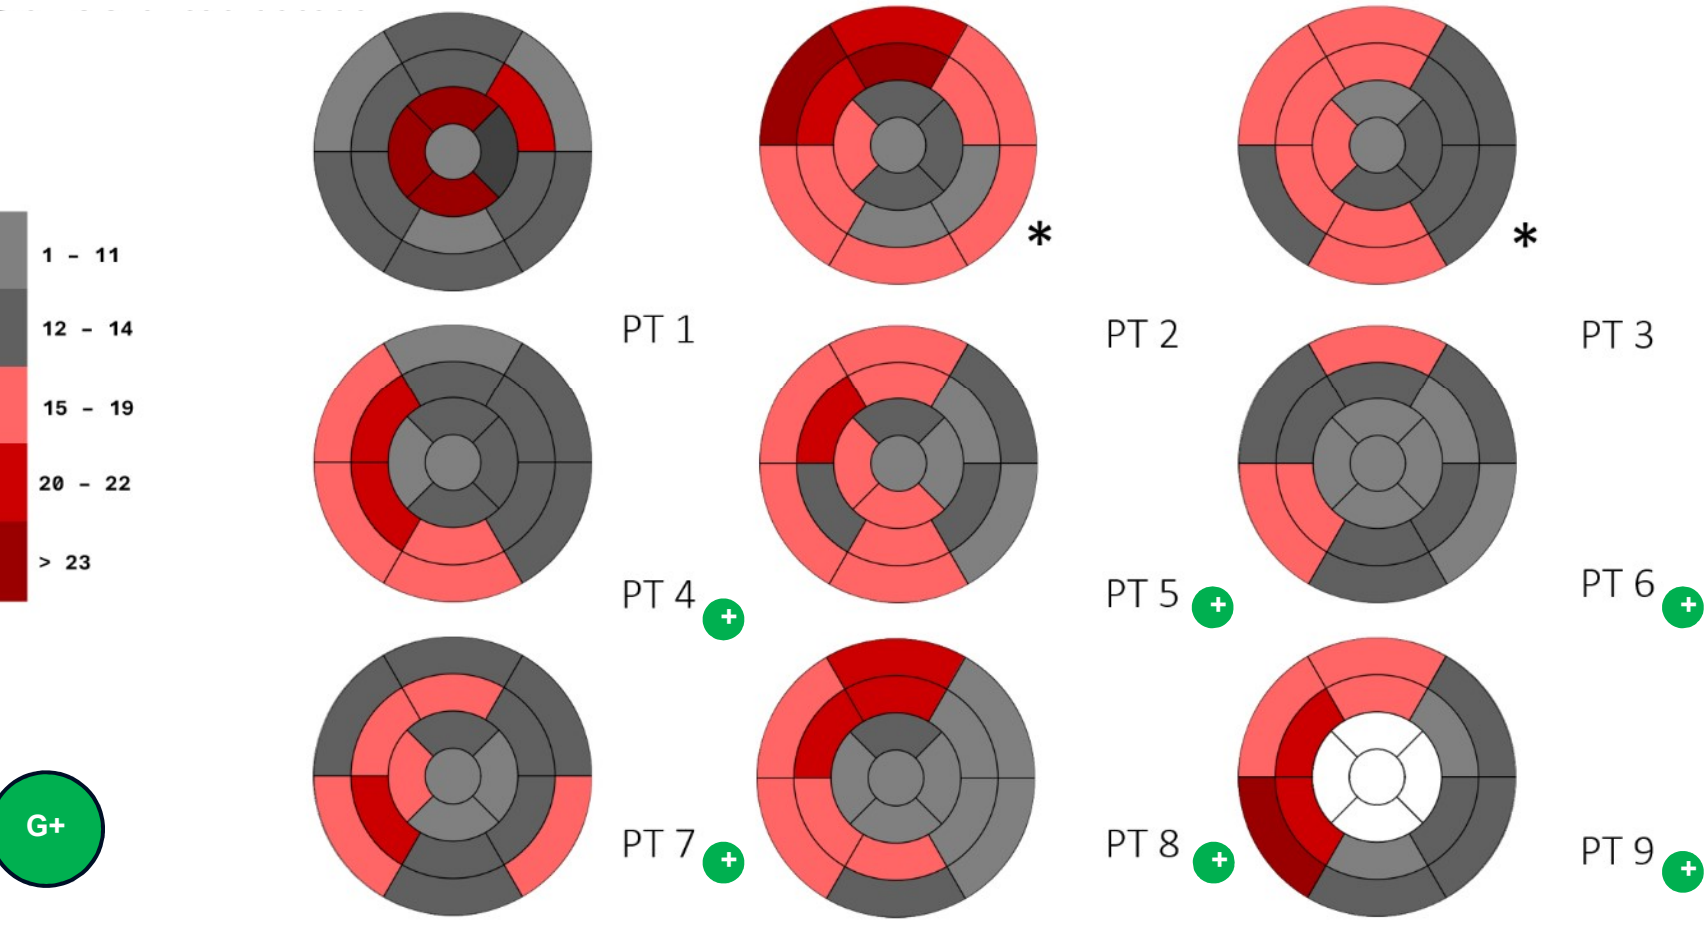 1 – 11
12 – 14
15 – 19
20 – 22
> 23
G+
*
*
PT 1
PT 2
PT 3
PT 4 +
PT 5 +
PT 6 +
PT 7 +
PT 8 +
PT 9 +